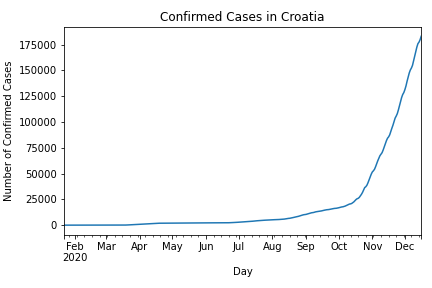 Confirmed Cases in Croatia
Number of Confirmed Cases
175000
150000
125000
100000
75000
50000
25000
0
Feb Mar Apr May Jun Jul Aug Sep Oct Nov Dec
2020
Day